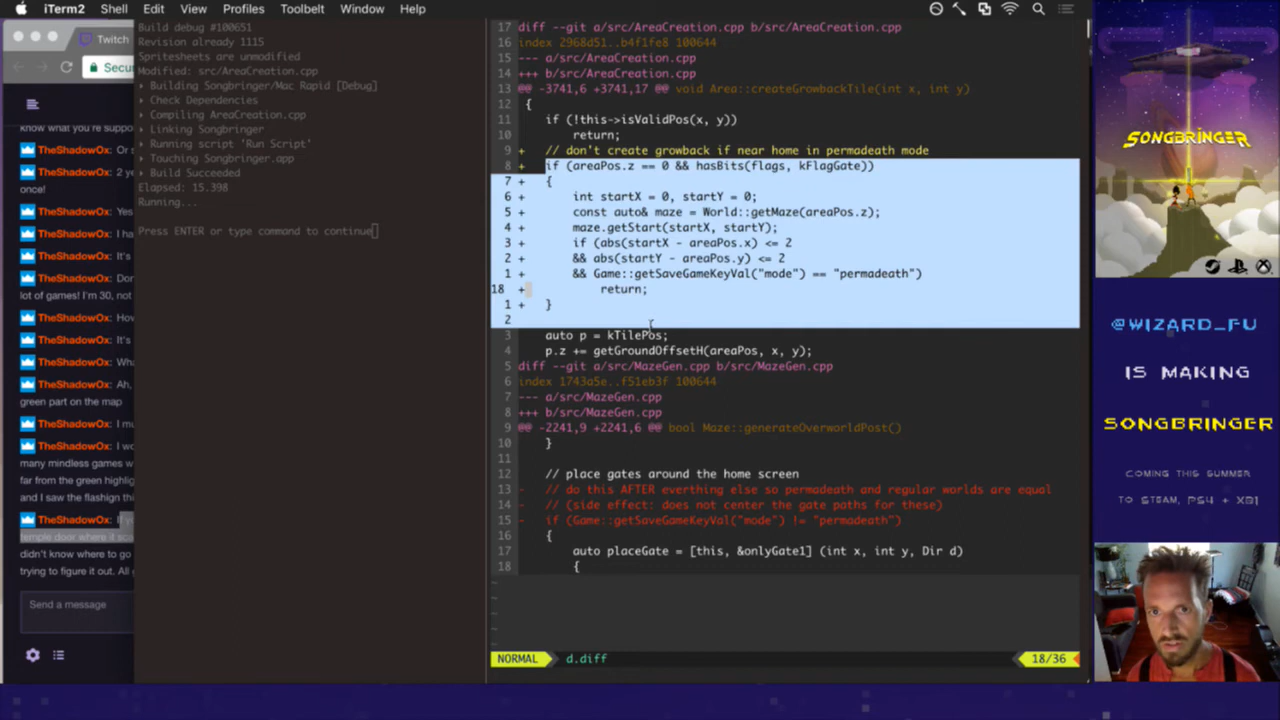 iTerm2 Shell Edit View Profiles Toolbelt Window Help
Twitch
Secu
know what you're suppo
TheShadowOx: Or s
TheShadowOx: 2 ye
once!
TheShadowOx: Yes
TheShadowOx: I ha
TheShadowOx: It's
TheShadowOx: Don
lot of games! I'm 30, not
TheShadowOx: How
TheShadowOx: It's
TheShadowOx: Wha
TheShadowOx: Ah,
green part on the map
TheShadowOx: I mu
TheShadowOx: I wo
many mindless games w
far from the green highlig
and I saw the flashign thi
TheShadowOx: If yo
temple door where it sca
didn't know where to go
trying to figure it out. All
Send a message
Build debug #100651
Revision already 1115
Spritesheets are unmodified
Modified: src/AreaCreation.cpp
Building Songbringer/Mac Rapid [Debug]
Check Dependencies
Compiling AreaCreation.cpp
Linking Songbringer
Running script 'Run Script'
Touching Songbringer.app
Build Succeeded
Elapsed: 15.398
Running...
Press ENTER or type command to continue
17 diff --git a/src/AreaCreation.cpp b/src/AreaCreation.cpp
16 index 2968d51..b4f1fe8 100644
15 --- a/src/AreaCreation.cpp
14 +++ b/src/AreaCreation.cpp
13 @@ -3741,6 +3741,17 @@ void Area::createGrowbackTile(int x, int y)
12 {
11 if (!this->isValidPos(x, y))
10 return;
9 + // don't create growback if near home in permadeath mode
8 + if (areaPos.z == 0 && hasBits(flags, kFlagGate))
7 + {
6 + int startX = 0, startY = 0;
5 + const auto& maze = World::getMaze(areaPos.z);
4 + maze.getStart(startX, startY);
3 + if (abs(startX - areaPos.x) <= 2
2 + && abs(startY - areaPos.y) <= 2
1 + && Game::getSaveGameKeyVal("mode") == "permadeath")
18 + return;
1 + }
2
3 auto p = kTilePos;
4 p.z += getGroundOffsetH(areaPos, x, y);
5 diff --git a/src/MazeGen.cpp b/src/MazeGen.cpp
6 index 1743a5e..f51eb3f 100644
7 --- a/src/MazeGen.cpp
8 +++ b/src/MazeGen.cpp
9 @@ -2241,9 +2241,6 @@ bool Maze::generateOverworldPost()
10 }
11
12 // place gates around the home screen
13 - // do this AFTER everthing else so permadeath and regular worlds are equal
14 - // (side effect: does not center the gate paths for these)
15 - if (Game::getSaveGameKeyVal("mode") != "permadeath")
16 {
17 auto placeGate = [this, &onlyGate1] (int x, int y, Dir d)
18 {
~
~
~
~
NORMAL d.diff 18/36
SONGBRINGER
@WIZARD_FU
IS MAKING
SONGBRINGER
COMING THIS SUMMER
TO STEAM, PS4 + XB1